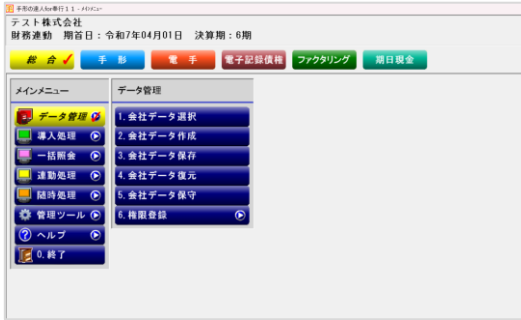 手形の達人for奉行11 - メインメニュー
テスト株式会社
財務連動 期首日：令和7年04月01日 決算期：6期
総合 手形 電手 電子記録債権 ファクタリング 期日現金
メインメニュー
データ管理
導入処理
一括照会
連動処理
随時処理
管理ツール
ヘルプ
0.終了
データ管理
1.会社データ選択
2.会社データ作成
3.会社データ保存
4.会社データ復元
5.会社データ保守
6.権限登録